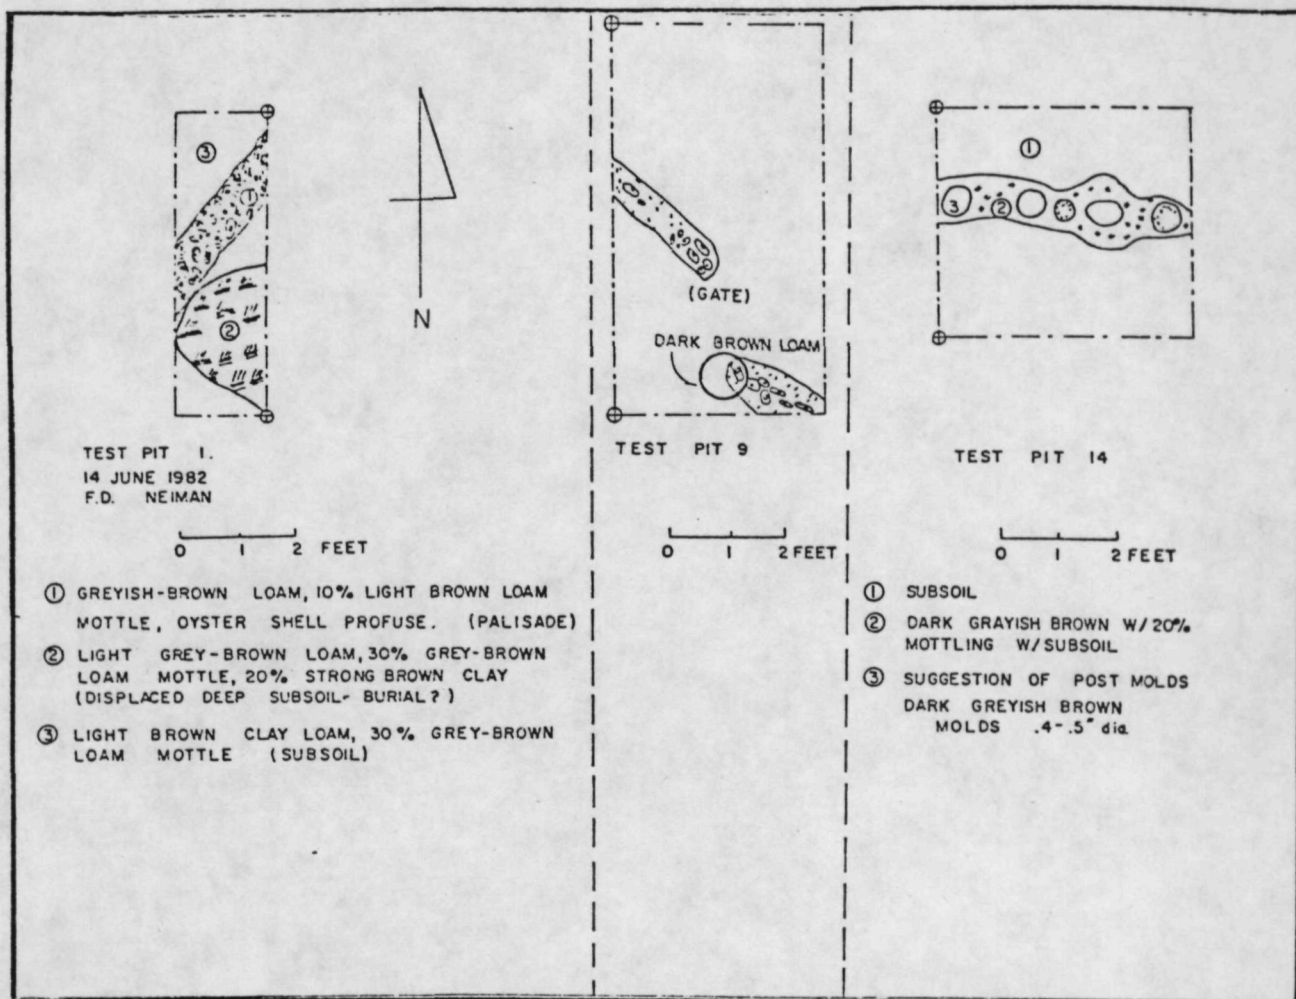 ③
①
②
N
TEST PIT 1.
14 JUNE 1982
F.D. NEIMAN
0 1 2 FEET
① GREYISH-BROWN LOAM, 10% LIGHT BROWN LOAM
MOTTLE, OYSTER SHELL PROFUSE. (PALISADE)
② LIGHT GREY-BROWN LOAM, 30% GREY-BROWN
LOAM MOTTLE, 20% STRONG BROWN CLAY
(DISPLACED DEEP SUBSOIL- BURIAL?)
③ LIGHT BROWN CLAY LOAM, 30% GREY-BROWN
LOAM MOTTLE (SUBSOIL)
(GATE)
DARK BROWN LOAM
TEST PIT 9
0 1 2 FEET
①
③ ②
TEST PIT 14
0 1 2 FEET
① SUBSOIL
② DARK GRAYISH BROWN W/20%
MOTTLING W/SUBSOIL
③ SUGGESTION OF POST MOLDS
DARK GREYISH BROWN
MOLDS .4-.5" dia.